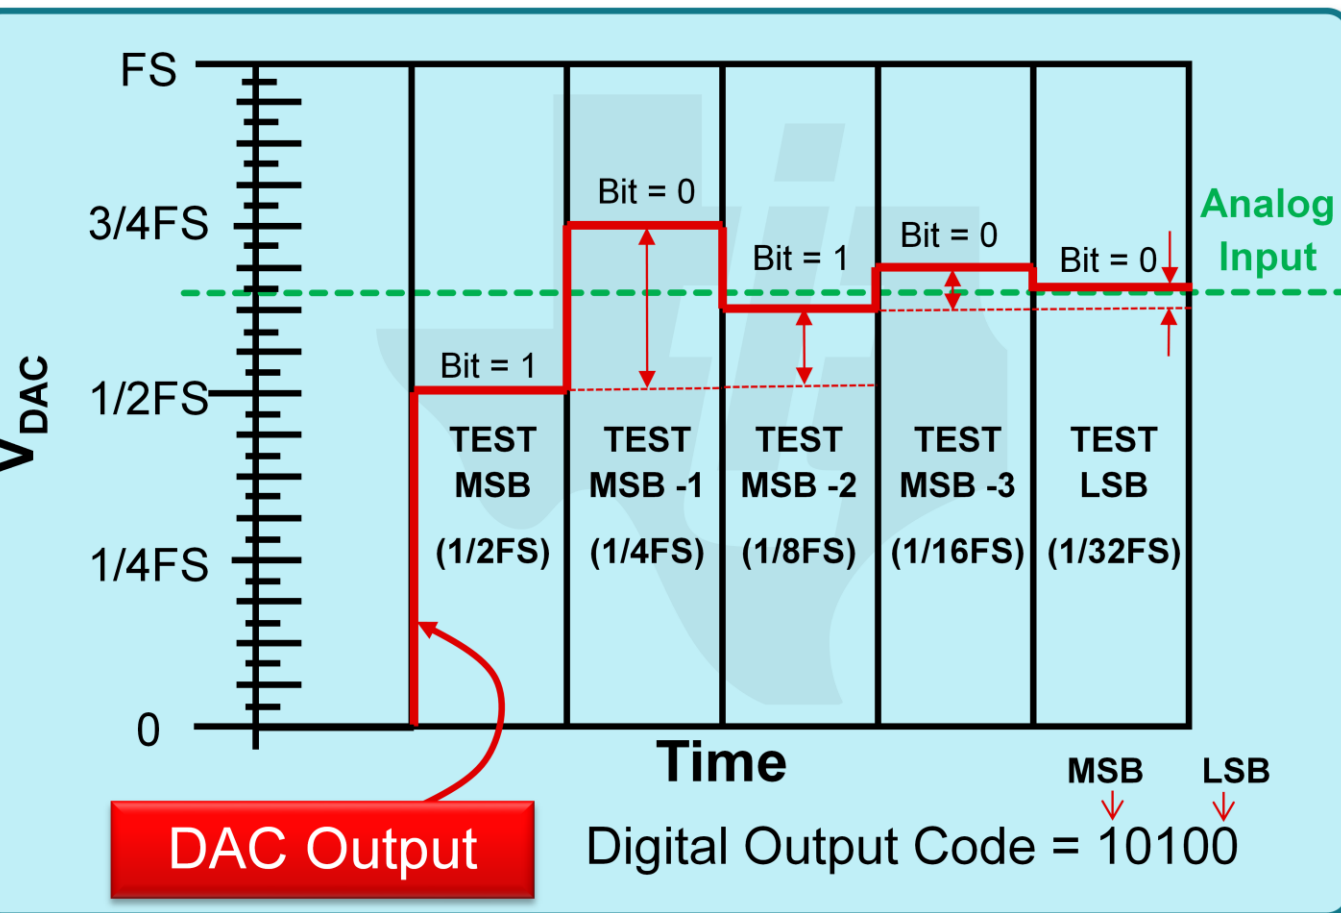 FS
3/4FS
1/2FS
1/4FS
0
VDAC
Bit = 1
Bit = 0
Bit = 1
Bit = 0
Bit = 0
Analog
Input
TEST
MSB
(1/2FS)
TEST
MSB -1
(1/4FS)
TEST
MSB -2
(1/8FS)
TEST
MSB -3
(1/16FS)
TEST
LSB
(1/32FS)
Time
DAC Output
MSB LSB
Digital Output Code = 10100